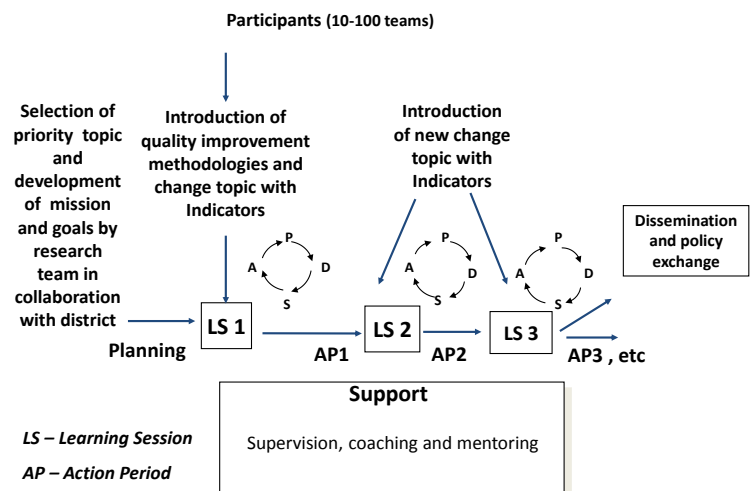 Participants (10-100 teams)
Selection of
priority topic
and
development
of mission
and goals by
research
team in
collaboration
with district
Introduction of
quality improvement
methodologies and
change topic with
Indicators
Introduction
of new change
topic with
Indicators
Dissemination
and policy
exchange
P
A D
S
P
A D
S
P
A D
S
LS 1
LS 2
LS 3
Planning
AP1
AP2
AP3 , etc
Support
Supervision, coaching and mentoring
LS – Learning Session
AP – Action Period